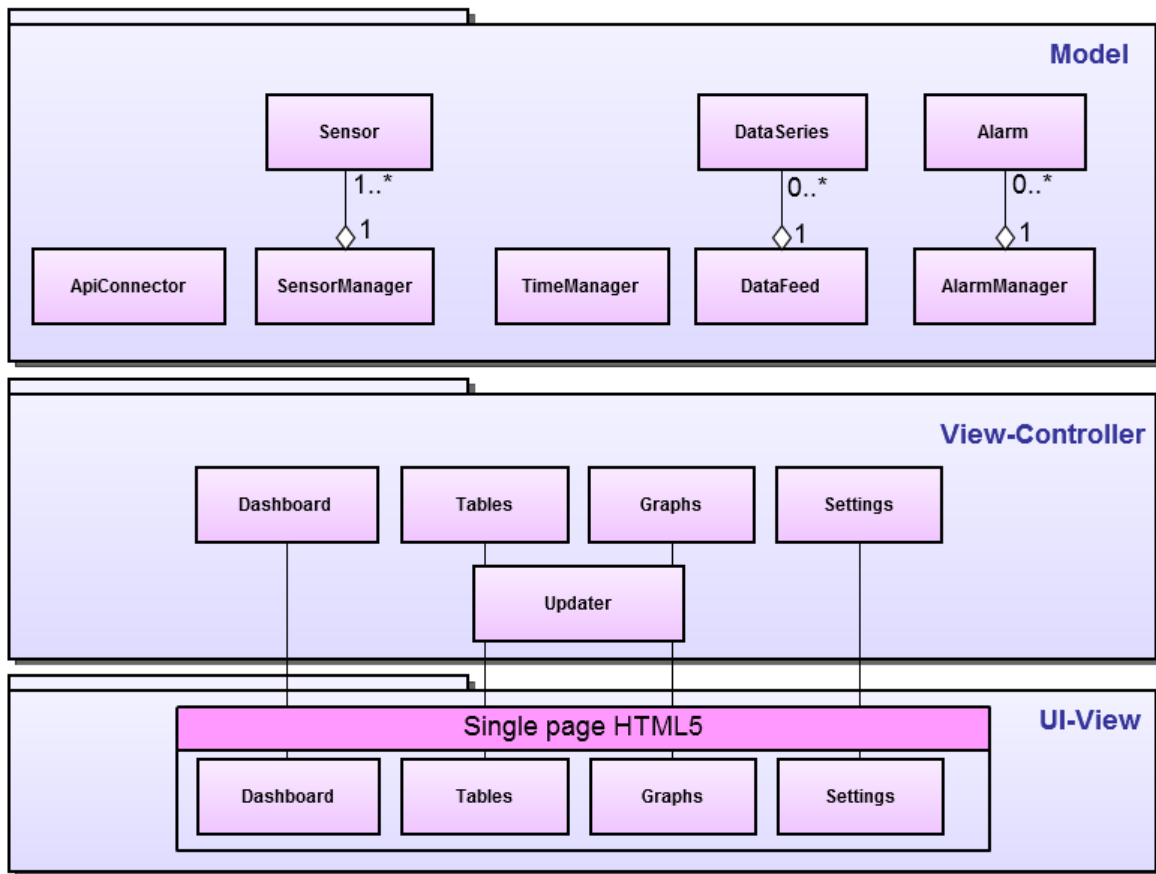 Model
Sensor
DataSeries
Alarm
1..*
0..*
0..*
1
1
1
ApiConnector
SensorManager
TimeManager
DataFeed
AlarmManager
View-Controller
Dashboard
Tables
Graphs
Settings
Updater
UI-View
Single page HTML5
Dashboard
Tables
Graphs
Settings